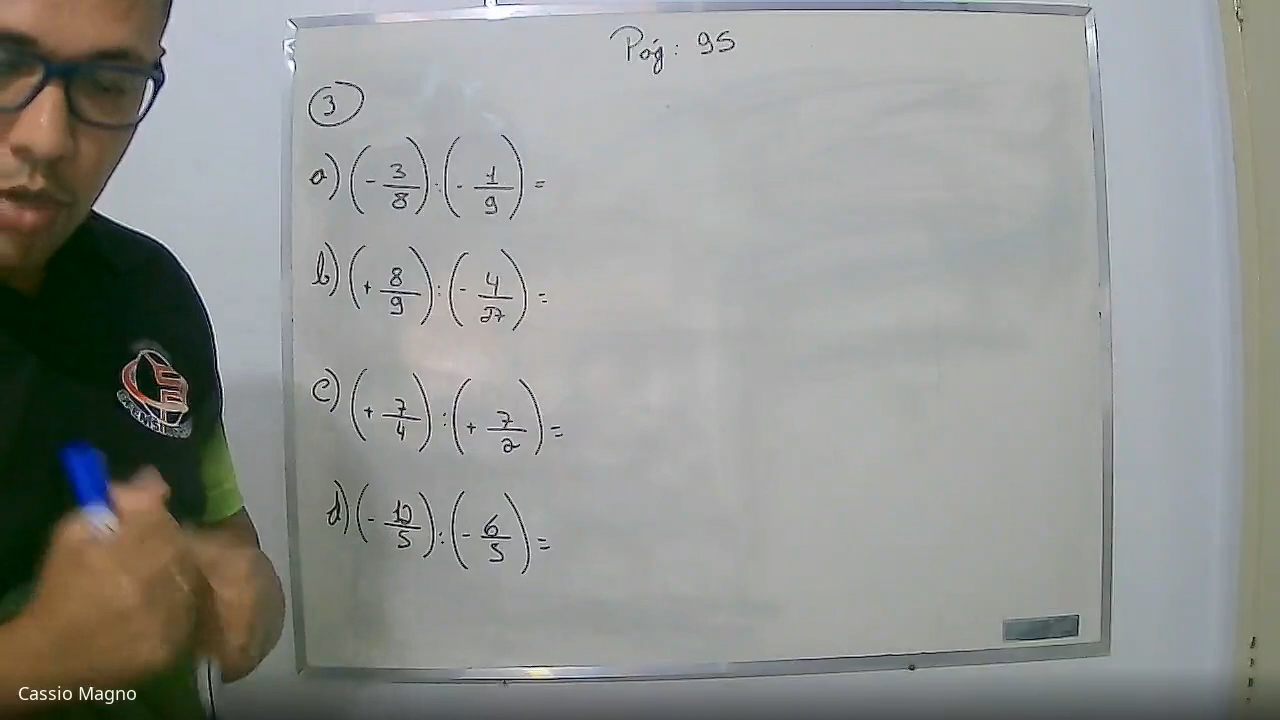 Pág: 95
3
a) (- 3/8) : (- 1/9) =
b) (+ 8/9) : (- 4/27) =
c) (+ 7/4) : (+ 7/2) =
d) (- 12/5) : (- 6/5) =
Cassio Magno